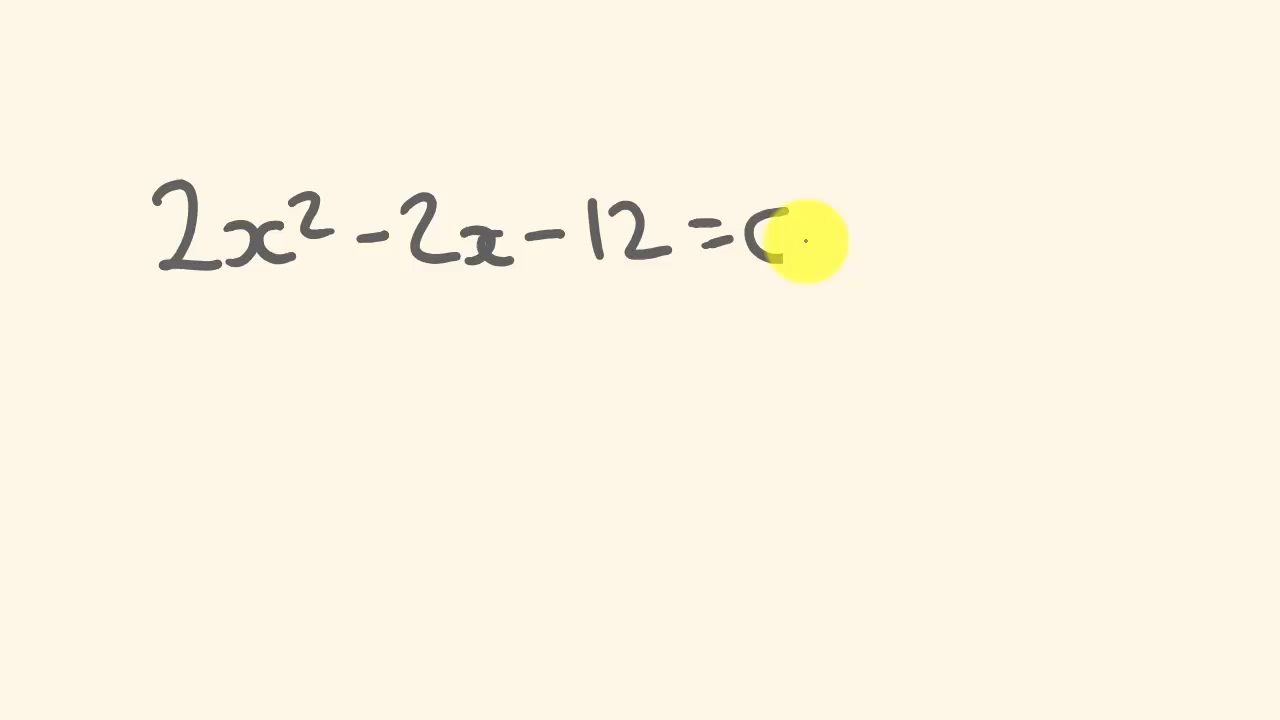 2x² - 2x - 12 = 0